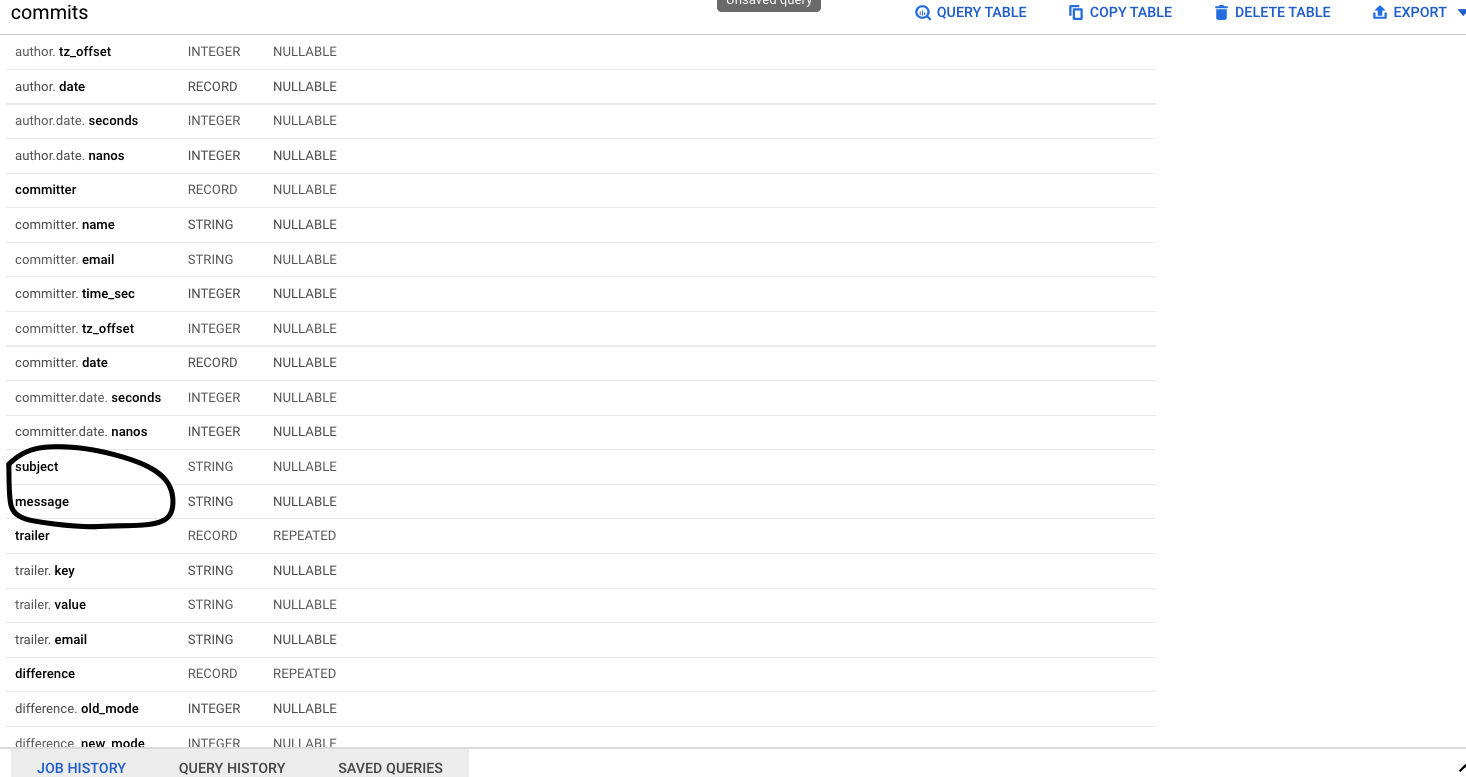 Unsaved query
commits QUERY TABLE COPY TABLE DELETE TABLE EXPORT
author. tz_offset INTEGER NULLABLE
author. date RECORD NULLABLE
author.date. seconds INTEGER NULLABLE
author.date. nanos INTEGER NULLABLE
committer RECORD NULLABLE
committer. name STRING NULLABLE
committer. email STRING NULLABLE
committer. time_sec INTEGER NULLABLE
committer. tz_offset INTEGER NULLABLE
committer. date RECORD NULLABLE
committer.date. seconds INTEGER NULLABLE
committer.date. nanos INTEGER NULLABLE
subject STRING NULLABLE
message STRING NULLABLE
trailer RECORD REPEATED
trailer. key STRING NULLABLE
trailer. value STRING NULLABLE
trailer. email STRING NULLABLE
difference RECORD REPEATED
difference. old_mode INTEGER NULLABLE
difference. new_mode INTEGER NULLABLE
JOB HISTORY QUERY HISTORY SAVED QUERIES